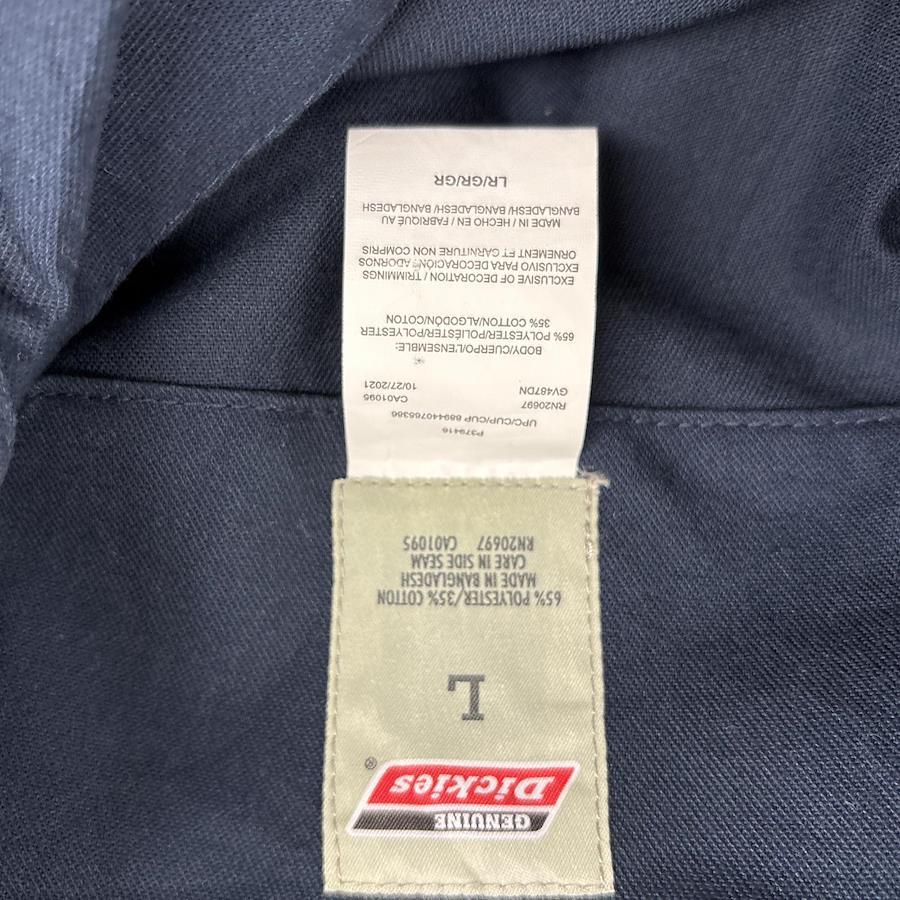 GENUINE
Dickies
®
L
65% POLYESTER/35% COTTON
MADE IN BANGLADESH
CARE IN SIDE SEAM
RN20697 CA01095
P379416
UPC/CUP/CUP 889440765386
RN20697 CA01095
GV487DN 10/27/2021
BODY/CUERPO/L'ENSEMBLE:
65% POLYESTER/POLIÉSTER/POLYESTER
35% COTTON/ALGODÓN/COTON
EXCLUSIVE OF DECORATION / TRIMMINGS
EXCLUSIVO PARA DECORACIÓN ADORNOS
ORNEMENT ET GARNITURE NON COMPRIS
MADE IN / HECHO EN / FABRIQUÉ AU
BANGLADESH/ BANGLADESH/ BANGLADESH
LR/GR/GR